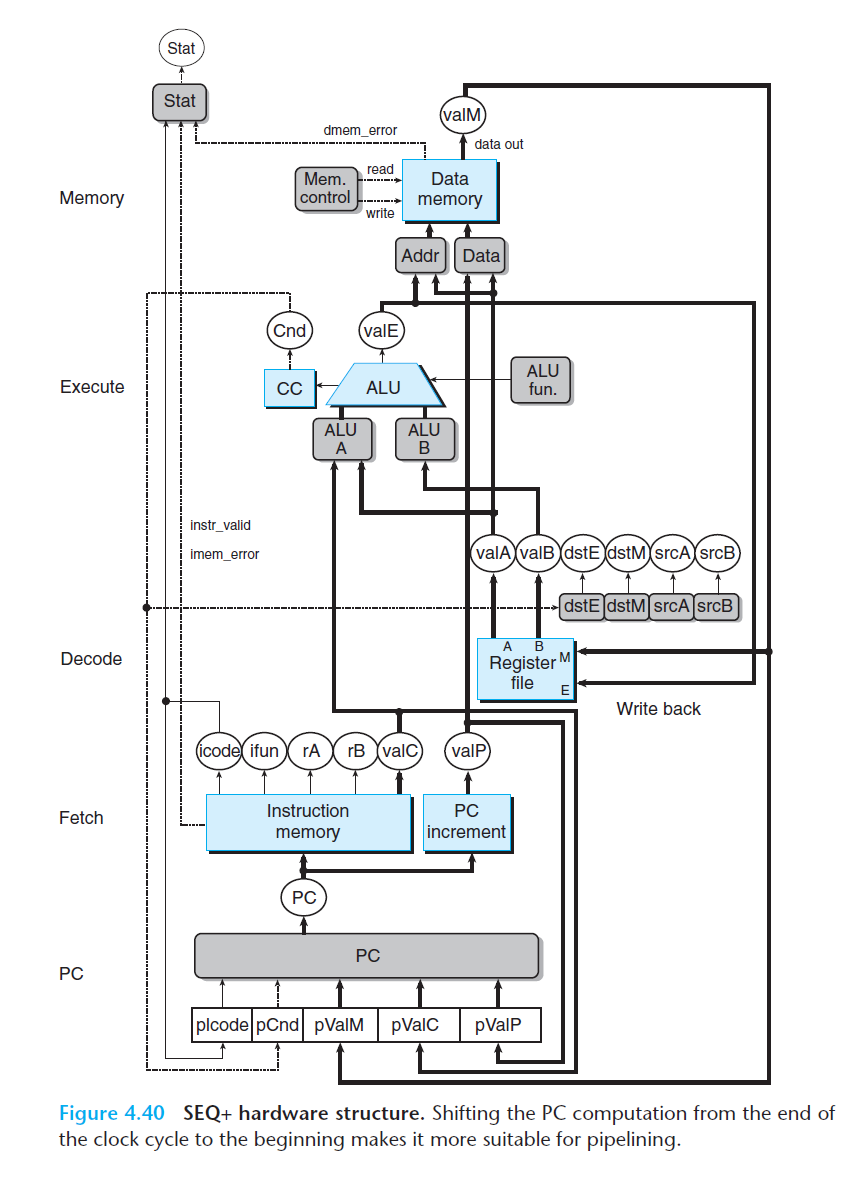 Stat
Stat
dmem_error
valM
data out
Memory
Mem.
control
read
write
Data
memory
Addr
Data
Cnd
valE
Execute
CC
ALU
ALU
fun.
ALU
A
ALU
B
instr_valid
imem_error
valA
valB
dstE
dstM
srcA
srcB
dstE
dstM
srcA
srcB
Decode
A
B
Register
file
M
E
Write back
icode
ifun
rA
rB
valC
valP
Fetch
Instruction
memory
PC
increment
PC
PC
PC
pIcode
pCnd
pValM
pValC
pValP
Figure 4.40 SEQ+ hardware structure. Shifting the PC computation from the end of
the clock cycle to the beginning makes it more suitable for pipelining.